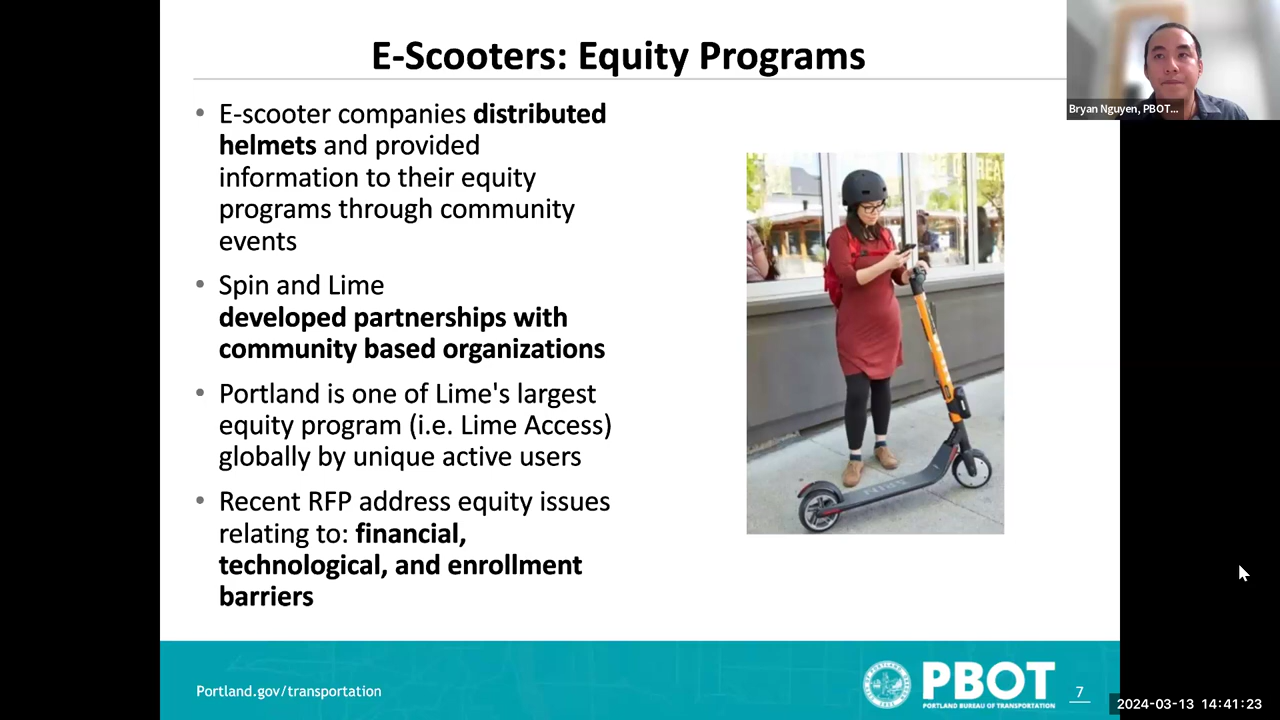 E-Scooters: Equity Programs
Bryan Nguyen, PBOT...
• E-scooter companies distributed
helmets and provided
information to their equity
programs through community
events
• Spin and Lime
developed partnerships with
community based organizations
• Portland is one of Lime's largest
equity program (i.e. Lime Access)
globally by unique active users
• Recent RFP address equity issues
relating to: financial,
technological, and enrollment
barriers
SPIN
Portland.gov/transportation
PBOT
PORTLAND BUREAU OF TRANSPORTATION
7
2024-03-13 14:41:23